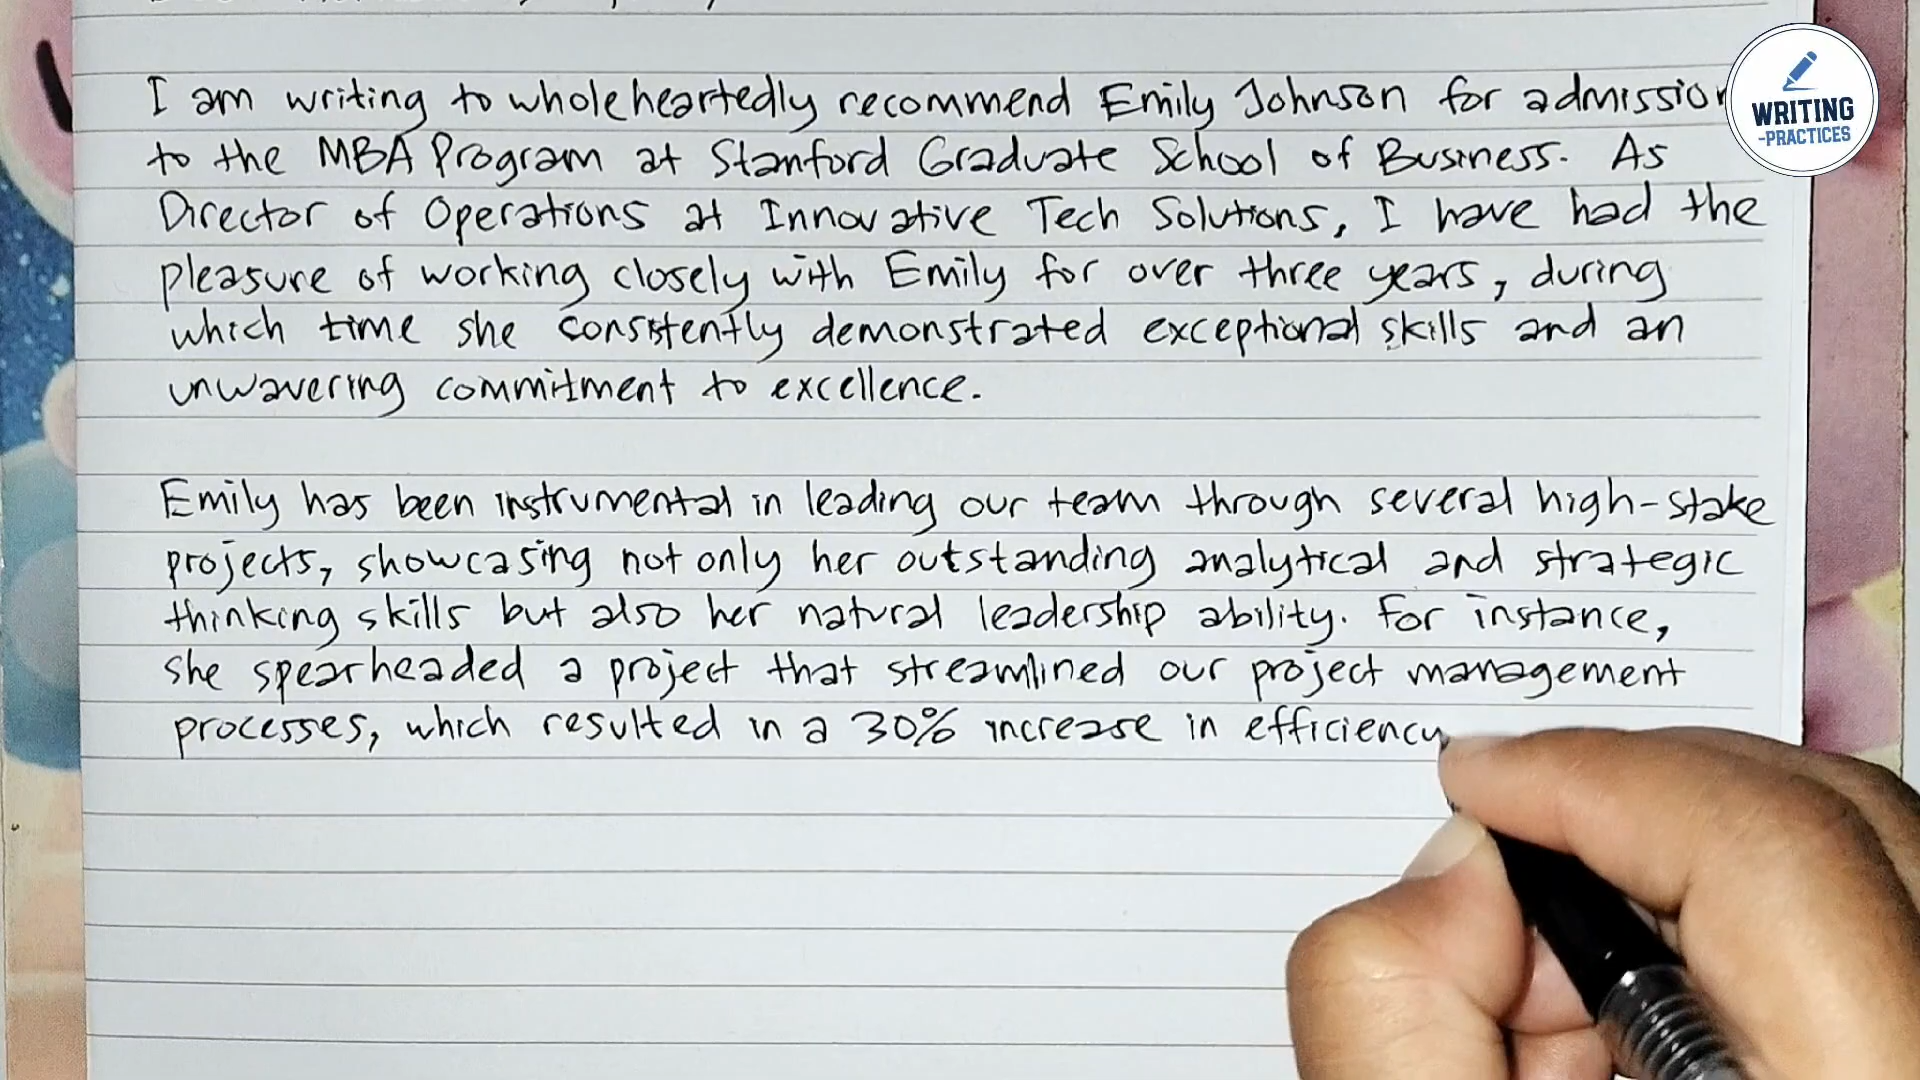 I am writing to wholeheartedly recommend Emily Johnson for admission
to the MBA Program at Stanford Graduate School of Business. As
Director of Operations at Innovative Tech Solutions, I have had the
pleasure of working closely with Emily for over three years, during
which time she consistently demonstrated exceptional skills and an
unwavering commitment to excellence.
Emily has been instrumental in leading our team through several high-stake
projects, showcasing not only her outstanding analytical and strategic
thinking skills but also her natural leadership ability. For instance,
she spearheaded a project that streamlined our project management
processes, which resulted in a 30% increase in efficiency
WRITING
-PRACTICES